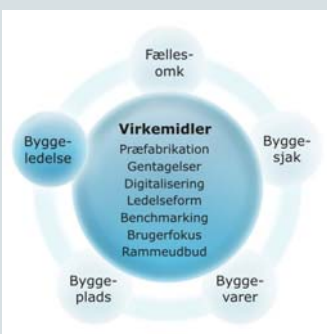 Fælles-
omk
Bygge-
ledelse
Virkemidler
Præfabrikation
Gentagelser
Digitalisering
Ledelseform
Benchmarking
Brugerfokus
Rammeudbud
Bygge-
sjak
Bygge-
plads
Bygge-
varer